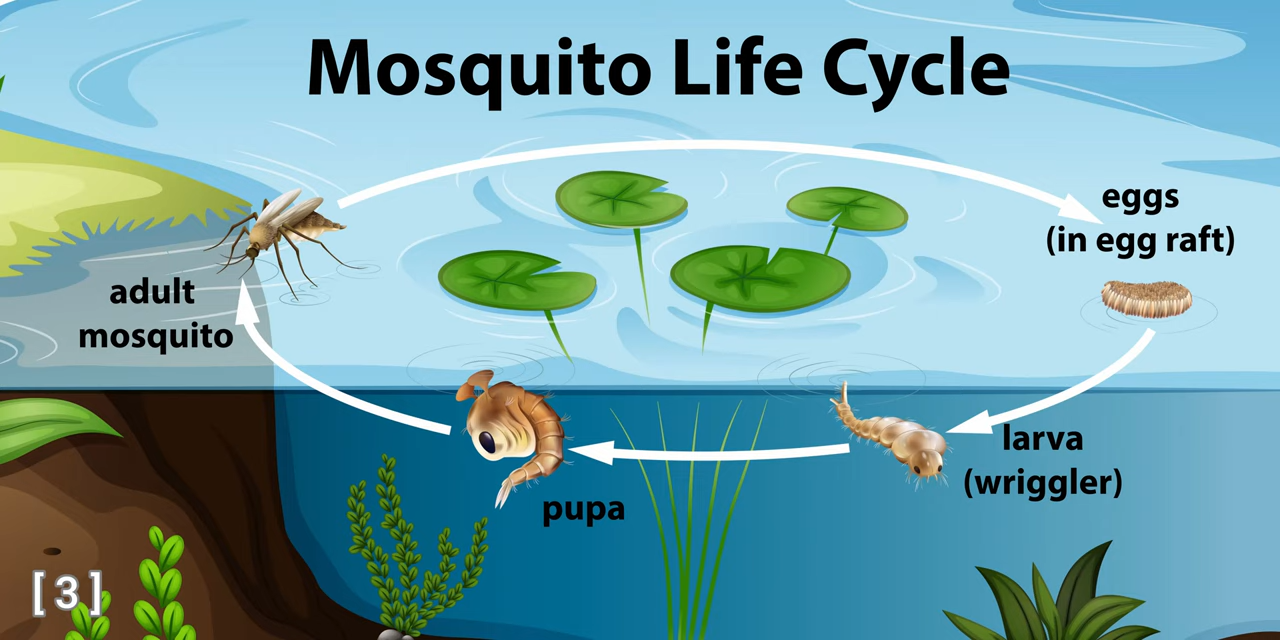 Mosquito Life Cycle
eggs
(in egg raft)
adult
mosquito
larva
(wriggler)
pupa
[3]